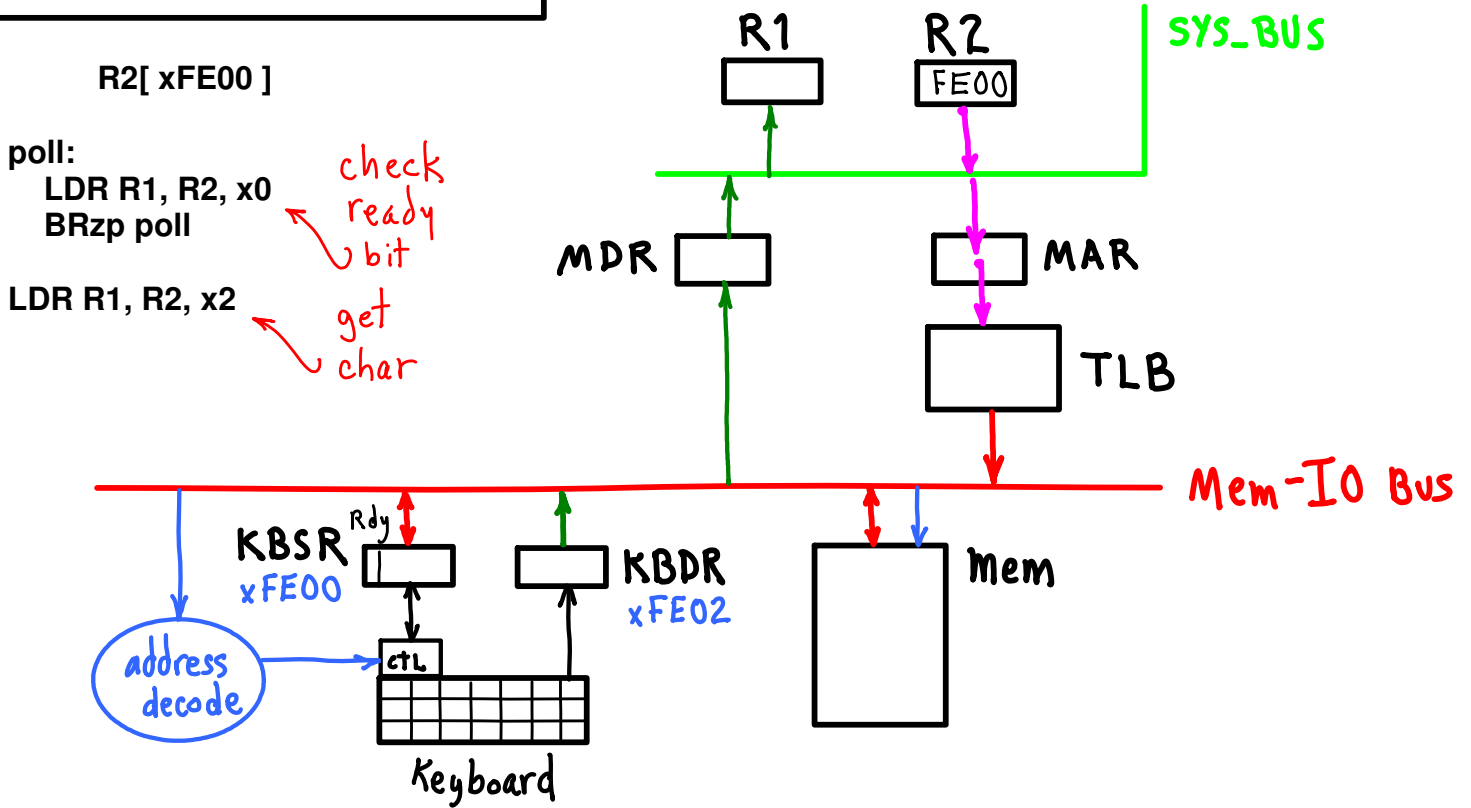 R2[ xFE00 ]
poll:
LDR R1, R2, x0
BRzp poll
LDR R1, R2, x2
check
ready
bit
get
char
R1
R2
FE00
SYS_BUS
MDR
MAR
TLB
Mem-IO Bus
KBSR
Rdy
xFE00
KBDR
xFE02
Mem
address
decode
CTL
Keyboard